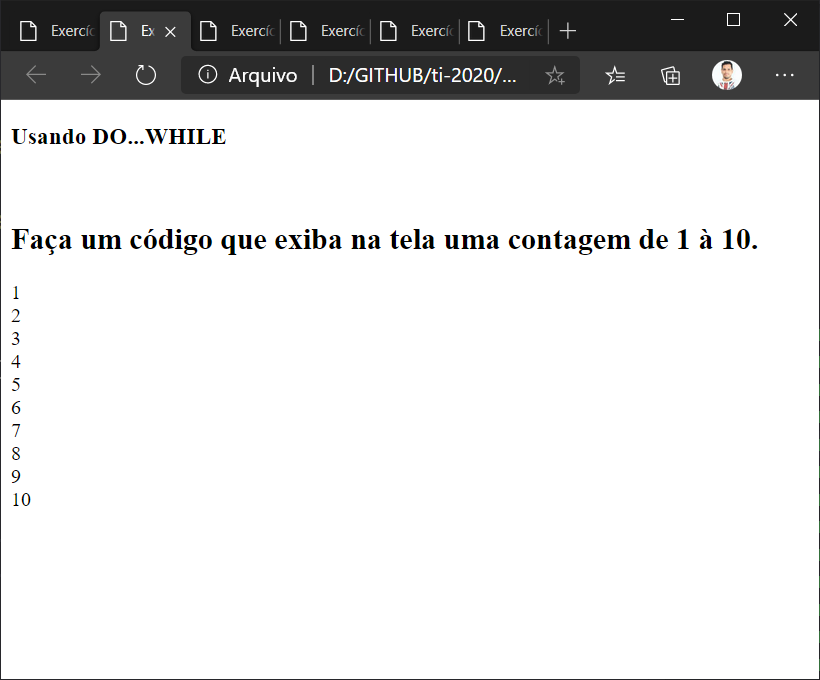 Exercíc Ex Exercíc Exercíc Exercíc Exercíc
Arquivo D:/GITHUB/ti-2020/...
Usando DO...WHILE
Faça um código que exiba na tela uma contagem de 1 à 10.
1
2
3
4
5
6
7
8
9
10